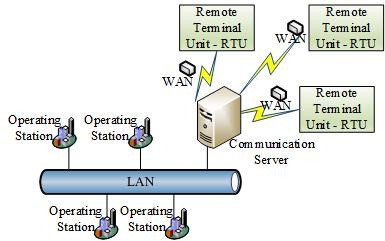 Remote
Terminal
Unit - RTU
Remote
Terminal
Unit - RTU
WAN
WAN
WAN
Remote
Terminal
Unit - RTU
Operating
Station
Operating
Station
Communication
Server
LAN
Operating
Station
Operating
Station